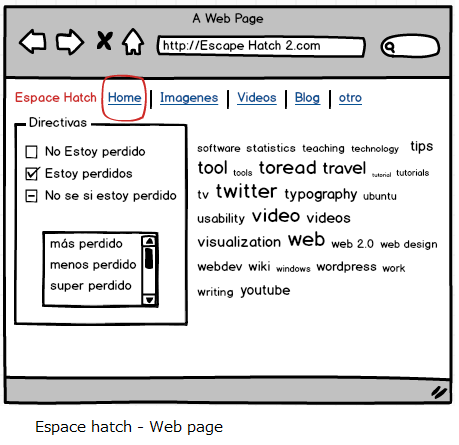 A Web Page
http://Escape Hatch 2.com
Espace Hatch Home Imagenes Videos Blog otro
Directivas
No Estoy perdido
Estoy perdidos
No se si estoy perdido
más perdido
menos perdido
super perdido
software statistics teaching technology tips
tool tools toread travel tutorial tutorials
tv twitter typography ubuntu
usability video videos
visualization web web 2.0 web design
webdev wiki windows wordpress work
writing youtube
Espace hatch - Web page